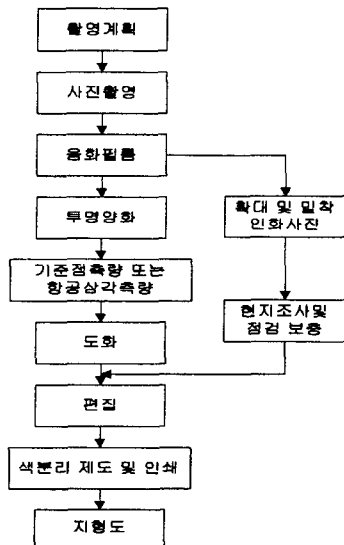 촬영계획
사진촬영
음화필름
투명양화
확대 및 밀착
인화사진
기준점측량 또는
항공삼각측량
현지조사및
점검 보충
도화
편집
색분리 제도 및 인쇄
지형도